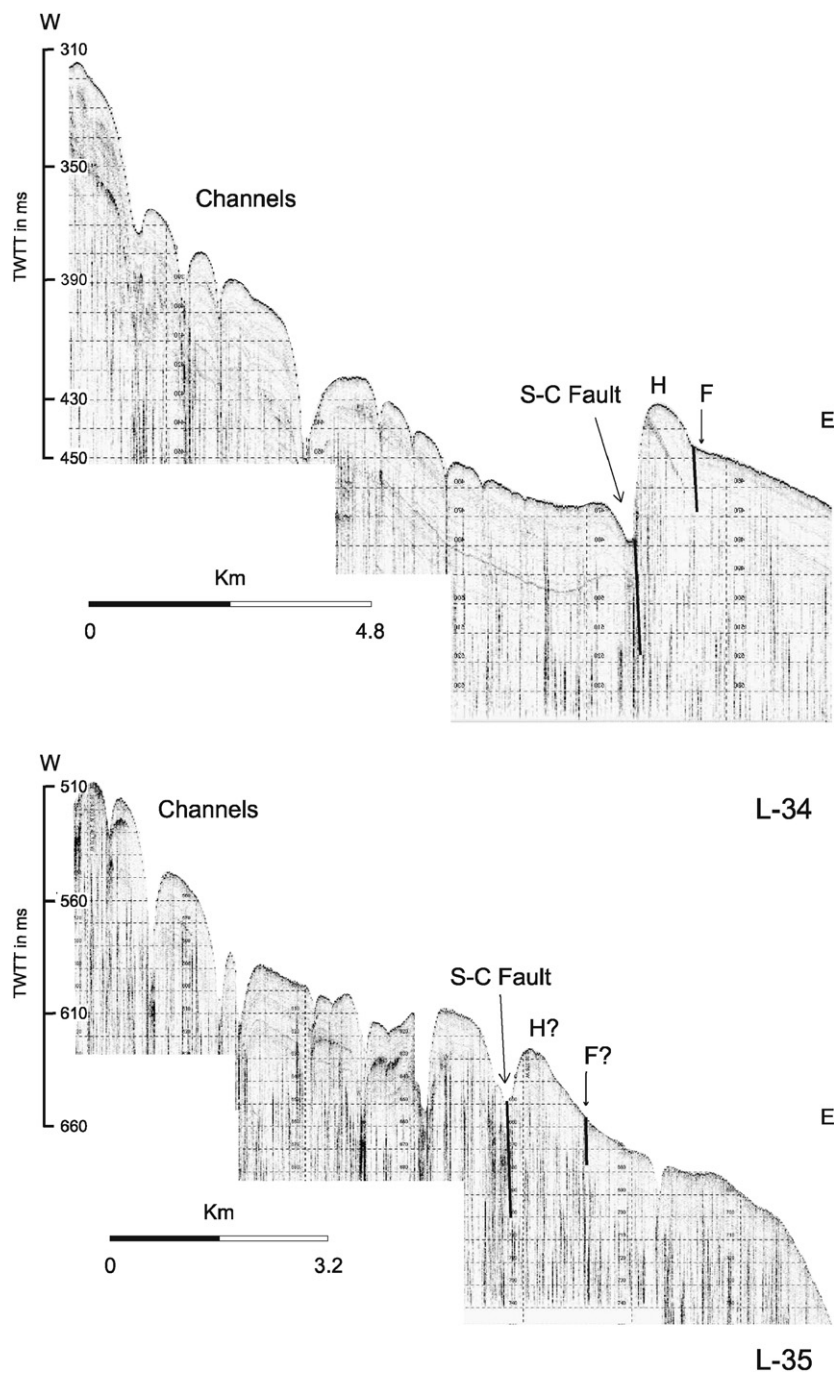 W
310
350
Channels
TWTT in ms
390
430
S-C Fault
H
F
E
450
Km
0
4.8
W
510
Channels
L-34
560
TWTT in ms
S-C Fault
610
H?
F?
660
E
Km
0
3.2
L-35